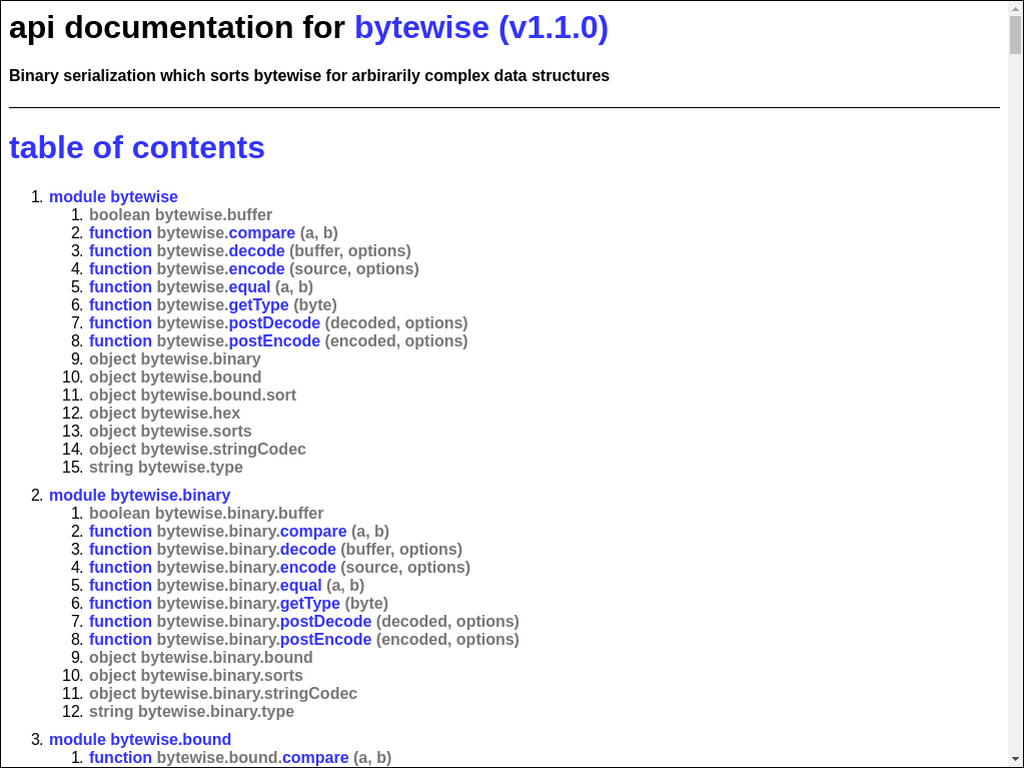 api documentation for bytewise (v1.1.0)
Binary serialization which sorts bytewise for arbirarily complex data structures
table of contents
1. module bytewise
1. boolean bytewise.buffer
2. function bytewise.compare (a, b)
3. function bytewise.decode (buffer, options)
4. function bytewise.encode (source, options)
5. function bytewise.equal (a, b)
6. function bytewise.getType (byte)
7. function bytewise.postDecode (decoded, options)
8. function bytewise.postEncode (encoded, options)
9. object bytewise.binary
10. object bytewise.bound
11. object bytewise.bound.sort
12. object bytewise.hex
13. object bytewise.sorts
14. object bytewise.stringCodec
15. string bytewise.type
2. module bytewise.binary
1. boolean bytewise.binary.buffer
2. function bytewise.binary.compare (a, b)
3. function bytewise.binary.decode (buffer, options)
4. function bytewise.binary.encode (source, options)
5. function bytewise.binary.equal (a, b)
6. function bytewise.binary.getType (byte)
7. function bytewise.binary.postDecode (decoded, options)
8. function bytewise.binary.postEncode (encoded, options)
9. object bytewise.binary.bound
10. object bytewise.binary.sorts
11. object bytewise.binary.stringCodec
12. string bytewise.binary.type
3. module bytewise.bound
1. function bytewise.bound.compare (a, b)